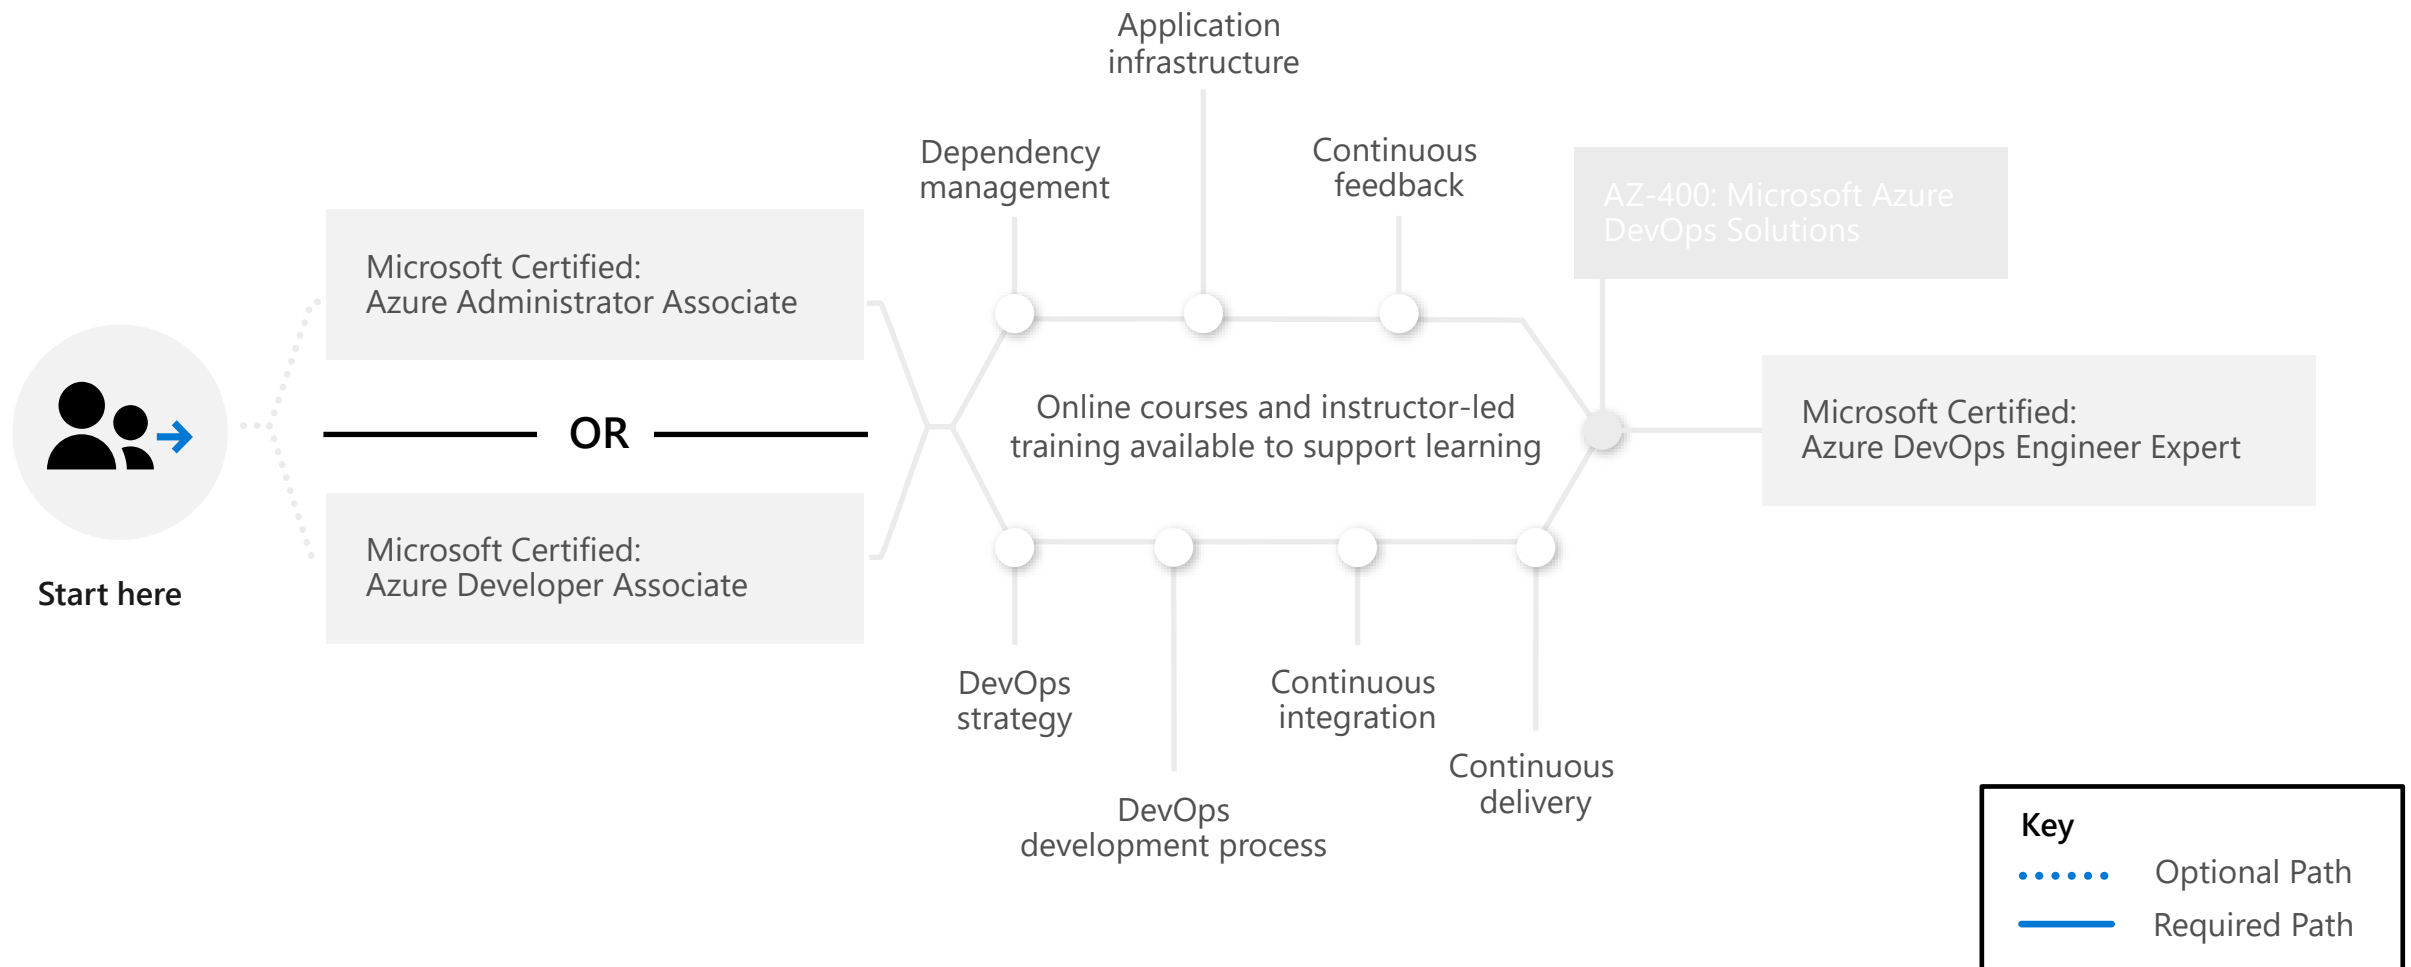 Application
infrastructure
Dependency
management
Continuous
feedback
AZ-400: Microsoft Azure
DevOps Solutions
Microsoft Certified:
Azure Administrator Associate
OR
Microsoft Certified:
Azure Developer Associate
Start here
Online courses and instructor-led
training available to support learning
Microsoft Certified:
Azure DevOps Engineer Expert
DevOps
strategy
DevOps
development process
Continuous
integration
Continuous
delivery
Key
Optional Path
Required Path